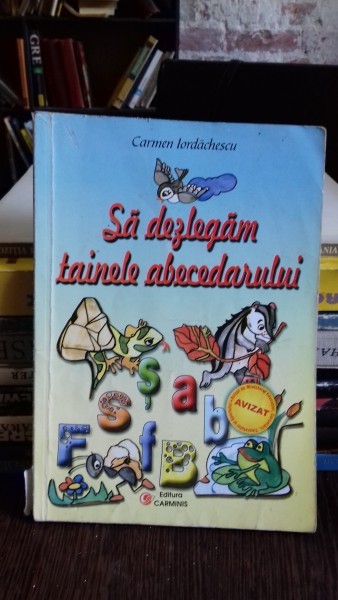 GRE
Carmen Iordăchescu
Să dezlegăm
tainele abecedarului
Ș
a
S
b
F
f
B
AVIZAT
Editura
CARMINIS